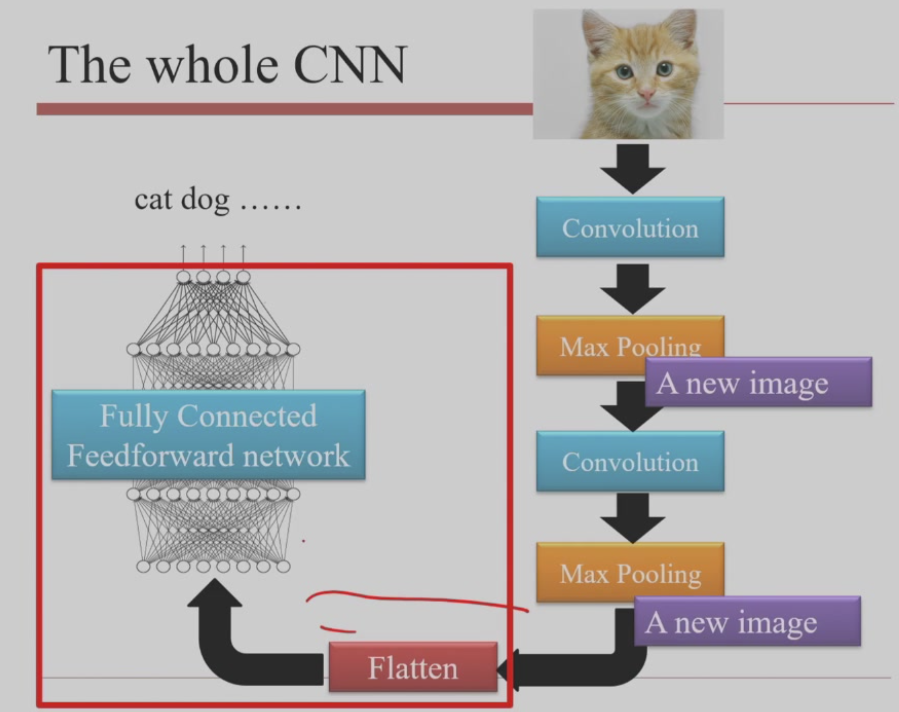 The whole CNN
cat dog ……
Convolution
Max Pooling
A new image
Convolution
Max Pooling
A new image
Flatten
Fully Connected
Feedforward network